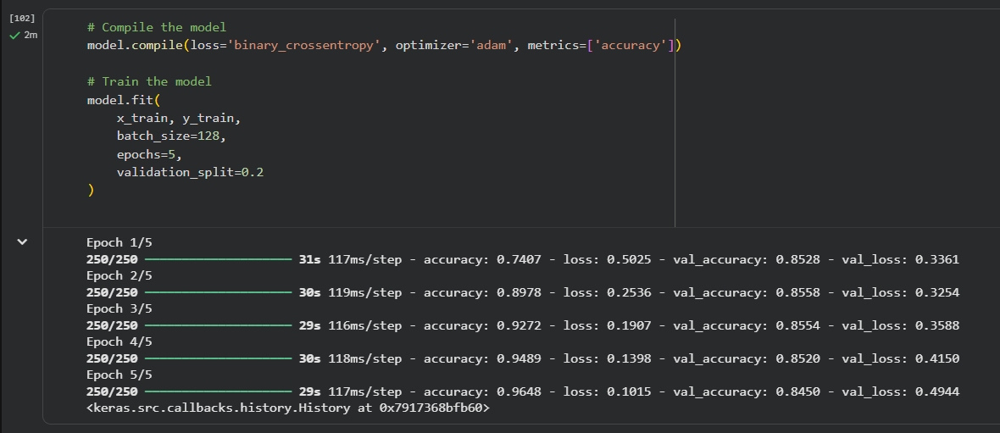 [102]
✓ 2m
# Compile the model
model.compile(loss='binary_crossentropy', optimizer='adam', metrics=['accuracy'])
# Train the model
model.fit(
    x_train, y_train,
    batch_size=128,
    epochs=5,
    validation_split=0.2
)
Epoch 1/5
250/250 ━━━━━━━━━━━━━━━━━━━━ 31s 117ms/step - accuracy: 0.7407 - loss: 0.5025 - val_accuracy: 0.8528 - val_loss: 0.3361
Epoch 2/5
250/250 ━━━━━━━━━━━━━━━━━━━━ 30s 119ms/step - accuracy: 0.8978 - loss: 0.2536 - val_accuracy: 0.8558 - val_loss: 0.3254
Epoch 3/5
250/250 ━━━━━━━━━━━━━━━━━━━━ 29s 116ms/step - accuracy: 0.9272 - loss: 0.1907 - val_accuracy: 0.8554 - val_loss: 0.3588
Epoch 4/5
250/250 ━━━━━━━━━━━━━━━━━━━━ 30s 118ms/step - accuracy: 0.9489 - loss: 0.1398 - val_accuracy: 0.8520 - val_loss: 0.4150
Epoch 5/5
250/250 ━━━━━━━━━━━━━━━━━━━━ 29s 117ms/step - accuracy: 0.9648 - loss: 0.1015 - val_accuracy: 0.8450 - val_loss: 0.4944
<keras.src.callbacks.history.History at 0x7917368bfb60>